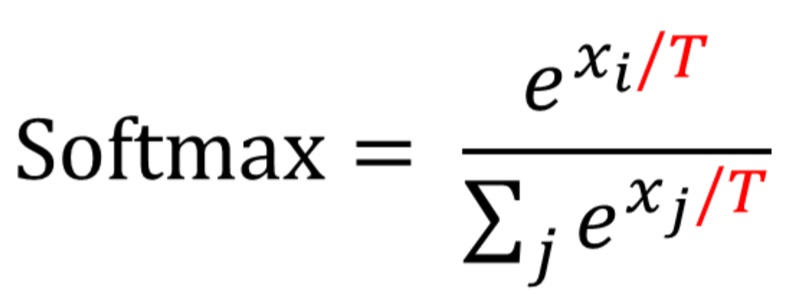 Softmax = e^{x_i/T} / ∑_j e^{x_j/T}